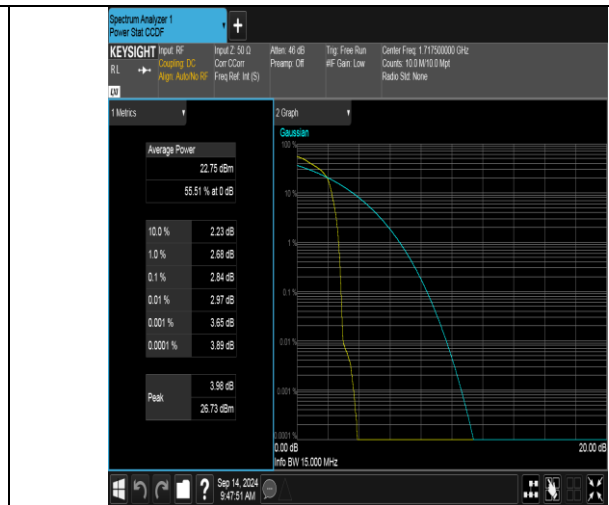 Spectrum Analyzer 1
Power Stat CCDF
+
KEYSIGHT
RL
LXI
Input: RF
Coupling: DC
Align: Auto/No RF
Input Z: 50 Ω
Corr CCorr
Freq Ref: Int (S)
Atten: 46 dB
Preamp: Off
Trig: Free Run
#IF Gain: Low
Center Freq: 1.717500000 GHz
Counts: 10.0 M/10.0 Mpt
Radio Std: None
1 Metrics
Average Power
22.75 dBm
55.51 % at 0 dB
10.0 % 2.23 dB
1.0 % 2.68 dB
0.1 % 2.84 dB
0.01 % 2.97 dB
0.001 % 3.65 dB
0.0001 % 3.89 dB
Peak
3.98 dB
26.73 dBm
2 Graph
Gaussian
100 %
10 %
1 %
0.1 %
0.01 %
0.001 %
0.0001 %
0.00 dB 20.00 dB
Info BW 15.000 MHz
?
Sep 14, 2024
9:47:51 AM